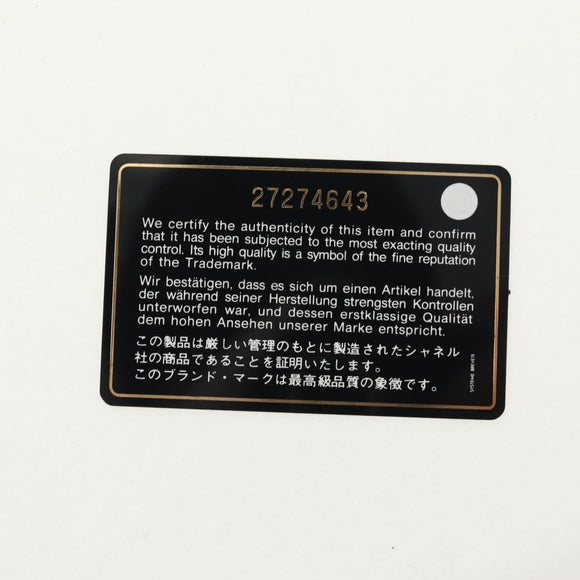 27274643
We certify the authenticity of this item and confirm
that it has been subjected to the most exacting quality
control. Its high quality is a symbol of the fine reputation
of the Trademark.
Wir bestätigen, dass es sich um einen Artikel handelt,
der während seiner Herstellung strengsten Kontrollen
unterworfen war, und dessen erstklassige Qualität
dem hohen Ansehen unserer Marke entspricht.
この製品は厳しい管理のもとに製造されたシャネル
社の商品であることを証明いたします。
このブランド・マークは最高級品質の象徴です。